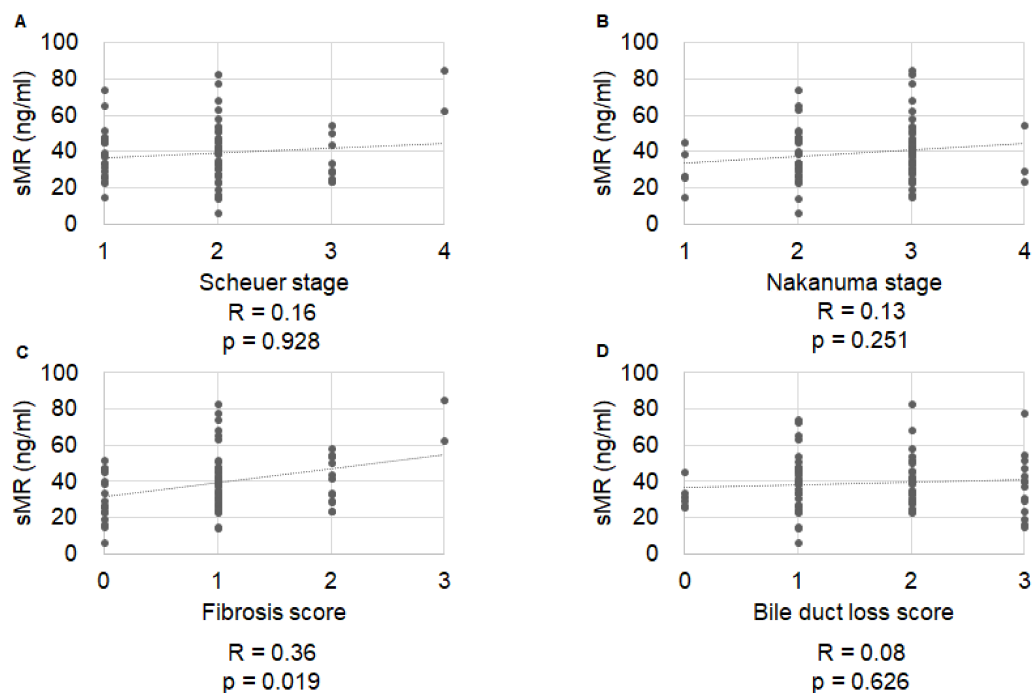 A
100
80
60
40
20
0
sMR (ng/ml)
1 2 3 4
Scheuer stage
R = 0.16
p = 0.928
B
100
80
60
40
20
0
sMR (ng/ml)
1 2 3 4
Nakanuma stage
R = 0.13
p = 0.251
C
100
80
60
40
20
0
sMR (ng/ml)
0 1 2 3
Fibrosis score
R = 0.36
p = 0.019
D
100
80
60
40
20
0
sMR (ng/ml)
0 1 2 3
Bile duct loss score
R = 0.08
p = 0.626